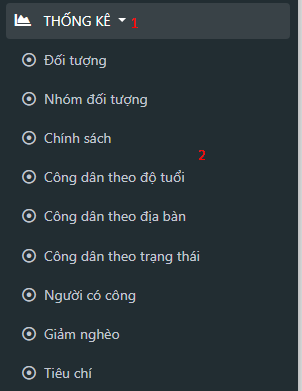 THỐNG KÊ 1
Đối tượng
Nhóm đối tượng
Chính sách
2
Công dân theo độ tuổi
Công dân theo địa bàn
Công dân theo trạng thái
Người có công
Giảm nghèo
Tiêu chí